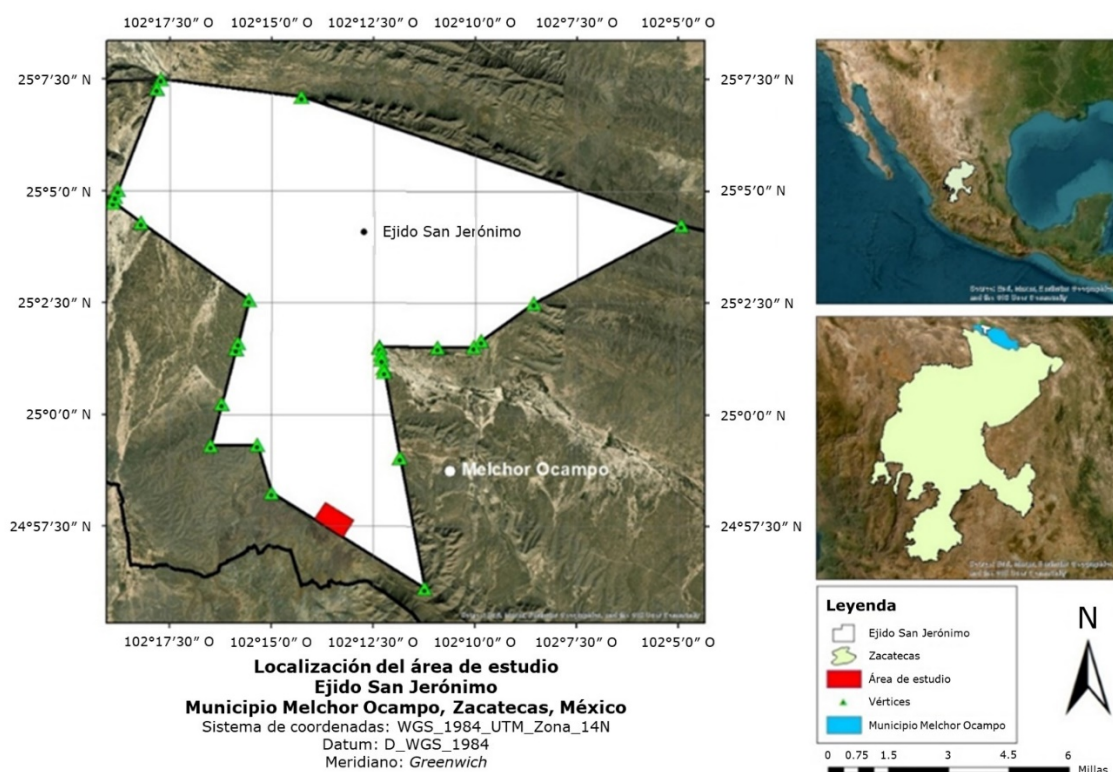 102°17'30" O 102°15'0" O 102°12'30" O 102°10'0" O 102°7'30" O 102°5'0" O
25°7'30" N 25°7'30" N
25°5'0" N 25°5'0" N
Ejido San Jerónimo
25°2'30" N 25°2'30" N
25°0'0" N 25°0'0" N
Melchor Ocampo
24°57'30" N 24°57'30" N
102°17'30" O 102°15'0" O 102°12'30" O 102°10'0" O 102°7'30" O 102°5'0" O
Localización del área de estudio
Ejido San Jerónimo
Municipio Melchor Ocampo, Zacatecas, México
Sistema de coordenadas: WGS_1984_UTM_Zona_14N
Datum: D_WGS_1984
Meridiano: Greenwich
Leyenda
Ejido San Jerónimo
Zacatecas
Área de estudio
Vértices
Municipio Melchor Ocampo
N
0 0.75 1.5 3 4.5 6
Millas